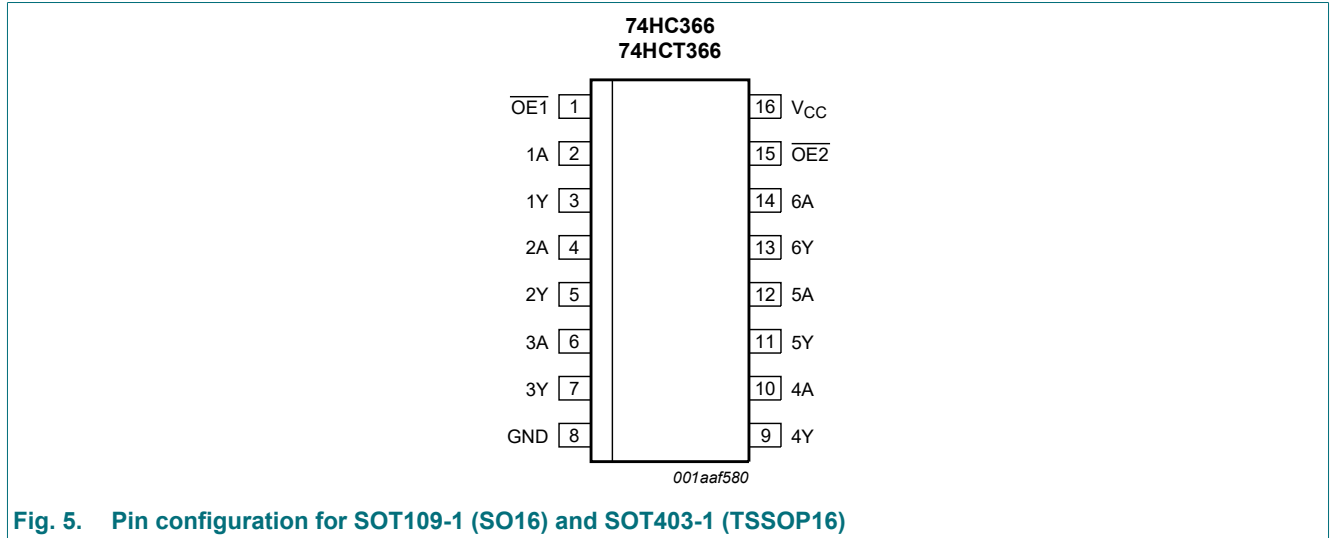 74HC366
74HCT366
OE1 1
1A 2
1Y 3
2A 4
2Y 5
3A 6
3Y 7
GND 8
16 VCC
15 OE2
14 6A
13 6Y
12 5A
11 5Y
10 4A
9 4Y
001aaf580
Fig. 5. Pin configuration for SOT109-1 (SO16) and SOT403-1 (TSSOP16)